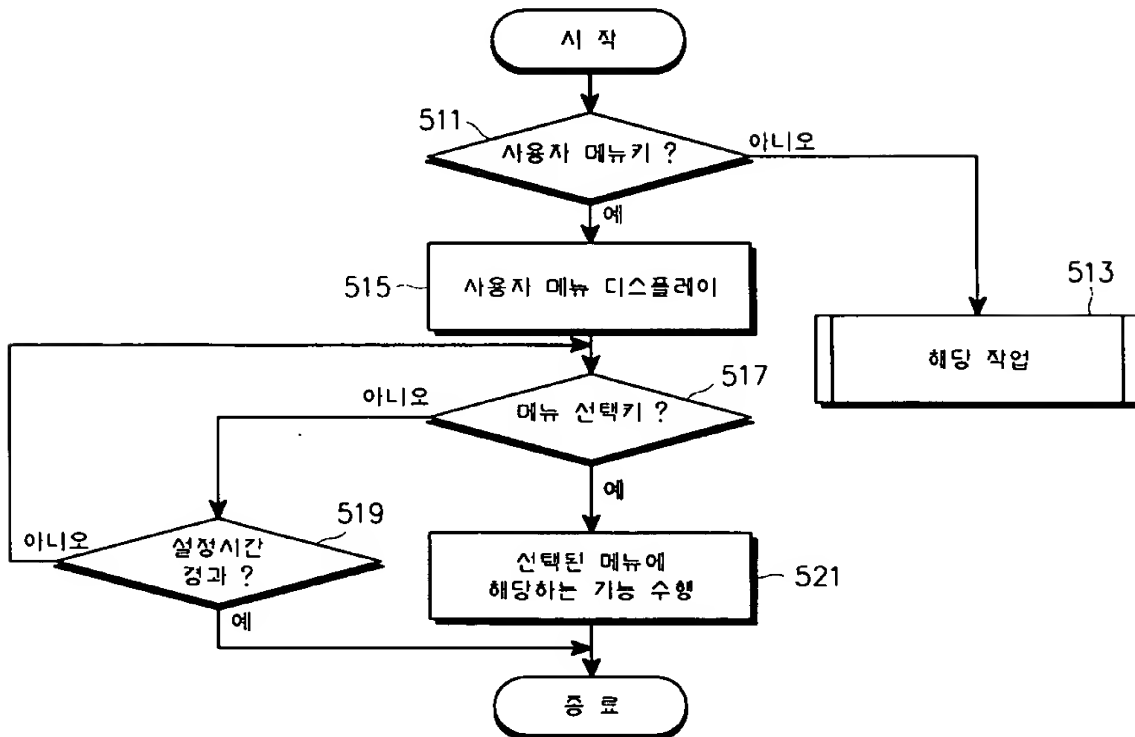 시 작
511
사용자 메뉴키 ?
아니오
예
515
사용자 메뉴 디스플레이
513
해당 작업
517
메뉴 선택키 ?
아니오
예
519
설정시간
경과 ?
아니오
예
선택된 메뉴에
해당하는 기능 수행
521
종 료